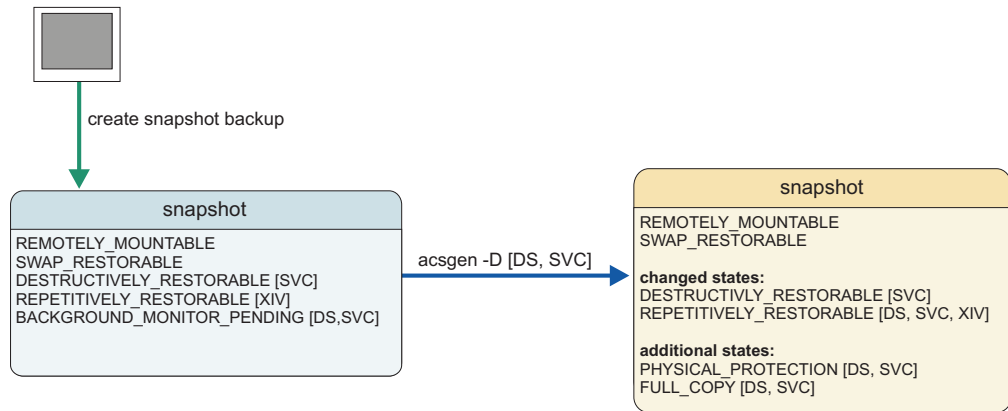 create snapshot backup
snapshot
REMOTELY_MOUNTABLE
SWAP_RESTORABLE
DESTRUCTIVELY_RESTORABLE [SVC]
REPETITIVELY_RESTORABLE [XIV]
BACKGROUND_MONITOR_PENDING [DS,SVC]
acsgen -D [DS, SVC]
snapshot
REMOTELY_MOUNTABLE
SWAP_RESTORABLE
changed states:
DESTRUCTIVLY_RESTORABLE [SVC]
REPETITIVELY_RESTORABLE [DS, SVC, XIV]
additional states:
PHYSICAL_PROTECTION [DS, SVC]
FULL_COPY [DS, SVC]